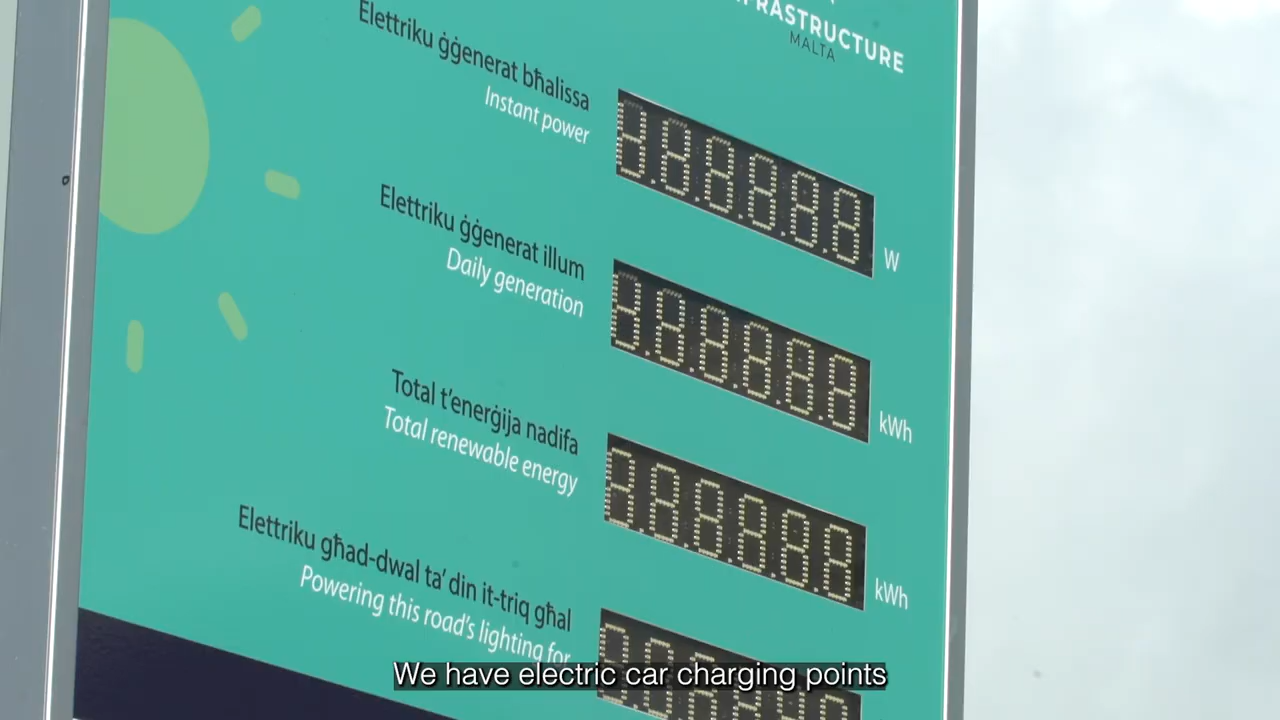 INFRASTRUCTURE
MALTA
Elettriku ġġenerat bħalissa
Instant power
W
Elettriku ġġenerat illum
Daily generation
kWh
Total t'enerġija nadifa
Total renewable energy
kWh
Elettriku għad-dwal ta' din it-triq għal
Powering this road's lighting for
We have electric car charging points